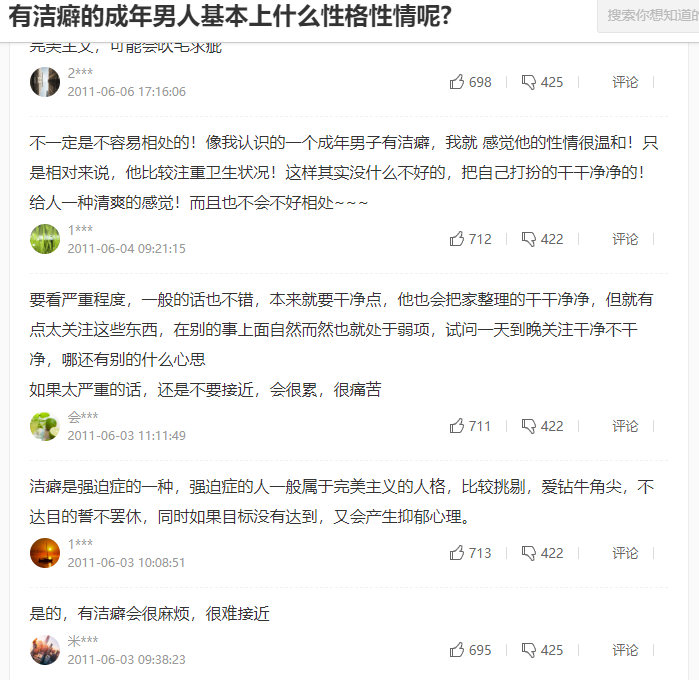 有洁癖的成年男人基本上什么性格性情呢?
搜索你想知道的
完美主义，可能会吹毛求疵
2***
2011-06-06 17:16:06
698
425
评论
不一定是不容易相处的！像我认识的一个成年男子有洁癖，我就 感觉他的性情很温和！只
是相对来说，他比较注重卫生状况！这样其实没什么不好的，把自己打扮的干干净净的！
给人一种清爽的感觉！而且也不会不好相处~~~
1***
2011-06-04 09:21:15
712
422
评论
要看严重程度，一般的话也不错，本来就要干净点，他也会把家整理的干干净净，但就有
点太关注这些东西，在别的事上面自然而然也就处于弱项，试问一天到晚关注干净不干
净，哪还有别的什么心思
如果太严重的话，还是不要接近，会很累，很痛苦
会***
2011-06-03 11:11:49
711
422
评论
洁癖是强迫症的一种，强迫症的人一般属于完美主义的人格，比较挑剔，爱钻牛角尖，不
达目的誓不罢休，同时如果目标没有达到，又会产生抑郁心理。
1***
2011-06-03 10:08:51
713
422
评论
是的，有洁癖会很麻烦，很难接近
米***
2011-06-03 09:38:23
695
425
评论